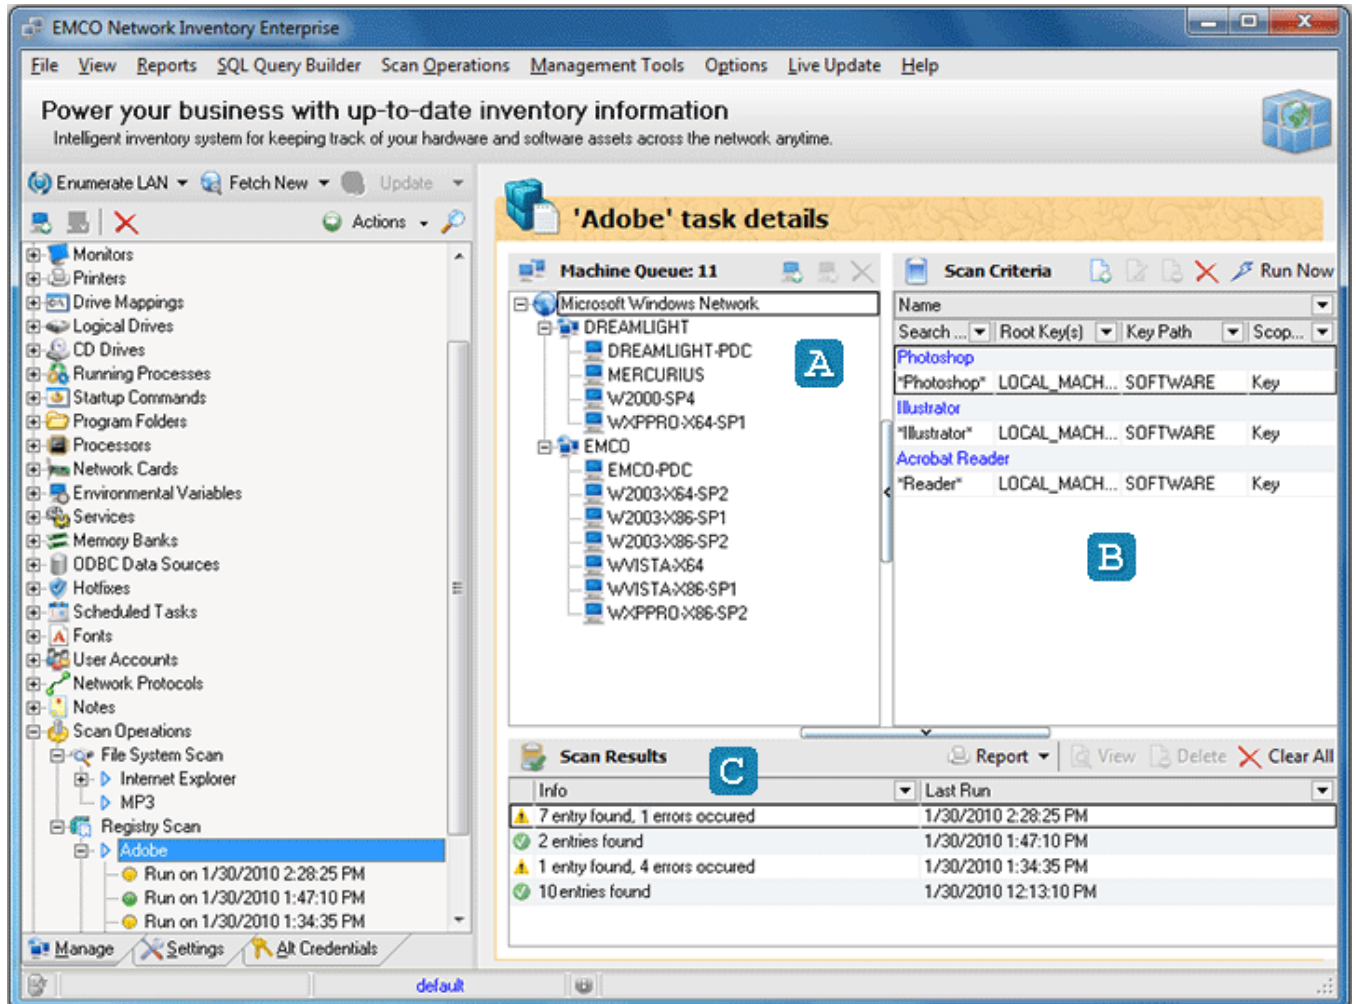 EMCO Network Inventory Enterprise
File View Reports SQL Query Builder Scan Operations Management Tools Options Live Update Help
Power your business with up-to-date inventory information
Intelligent inventory system for keeping track of your hardware and software assets across the network anytime.
Enumerate LAN Fetch New Update
Actions
Monitors
Printers
Drive Mappings
Logical Drives
CD Drives
Running Processes
Startup Commands
Program Folders
Processors
Network Cards
Environmental Variables
Services
Memory Banks
ODBC Data Sources
Hotfixes
Scheduled Tasks
Fonts
User Accounts
Network Protocols
Notes
Scan Operations
File System Scan
Internet Explorer
MP3
Registry Scan
Adobe
Run on 1/30/2010 2:28:25 PM
Run on 1/30/2010 1:47:10 PM
Run on 1/30/2010 1:34:35 PM
Manage Settings Alt Credentials
'Adobe' task details
Machine Queue: 11
Microsoft Windows Network
DREAMLIGHT
DREAMLIGHT-PDC
MERCURIUS
W2000-SP4
WXPPRO-X64-SP1
EMCO
EMCO-PDC
W2003-X64-SP2
W2003-X86-SP1
W2003-X86-SP2
WVISTA-X64
WVISTA-X86-SP1
WXPPRO-X86-SP2
A
Scan Criteria Run Now
Name
Search ... Root Key(s) Key Path Scop...
Photoshop
*Photoshop* LOCAL_MACH... SOFTWARE Key
Illustrator
*Illustrator* LOCAL_MACH... SOFTWARE Key
Acrobat Reader
*Reader* LOCAL_MACH... SOFTWARE Key
B
Scan Results C Report View Delete Clear All
Info Last Run
7 entry found, 1 errors occured 1/30/2010 2:28:25 PM
2 entries found 1/30/2010 1:47:10 PM
1 entry found, 4 errors occured 1/30/2010 1:34:35 PM
10 entries found 1/30/2010 12:13:10 PM
default